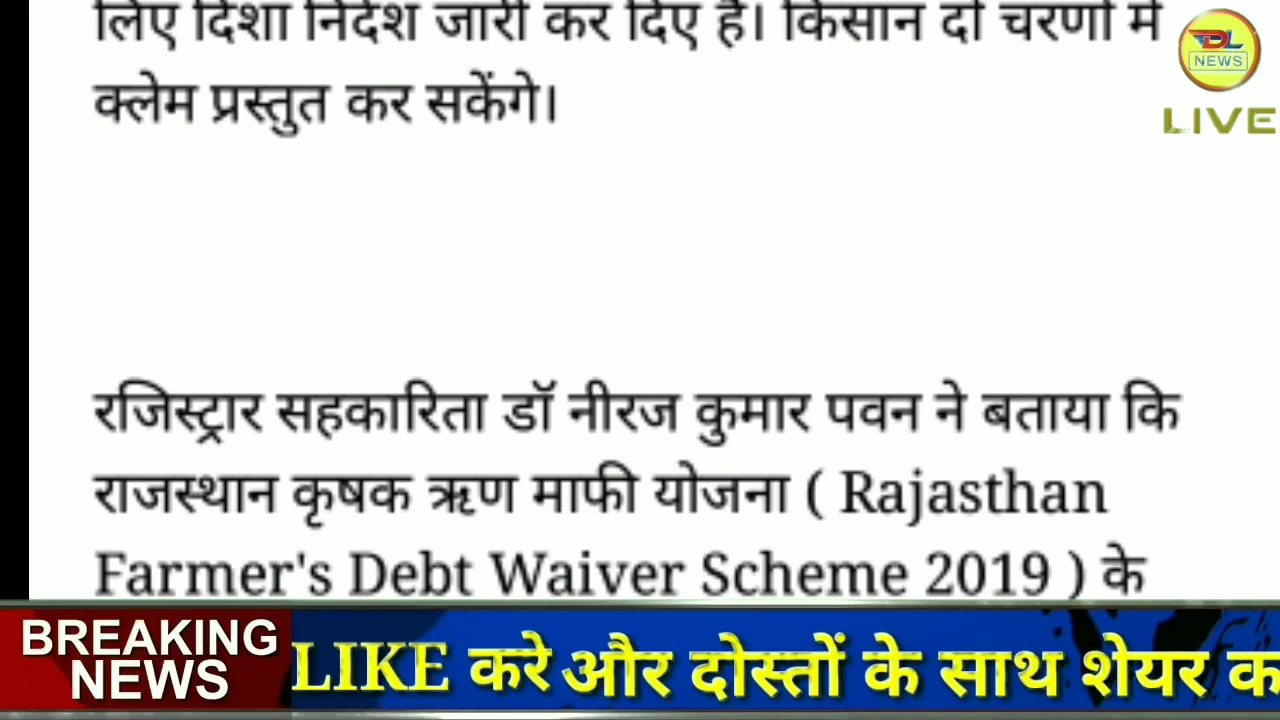 लिए दिशा निर्देश जारी कर दिए हैं। किसान दो चरणों में
क्लेम प्रस्तुत कर सकेंगे।
DL
NEWS
LIVE
रजिस्ट्रार सहकारिता डॉ नीरज कुमार पवन ने बताया कि
राजस्थान कृषक ऋण माफी योजना ( Rajasthan
Farmer's Debt Waiver Scheme 2019 ) के
BREAKING
NEWS
LIKE करे और दोस्तों के साथ शेयर क